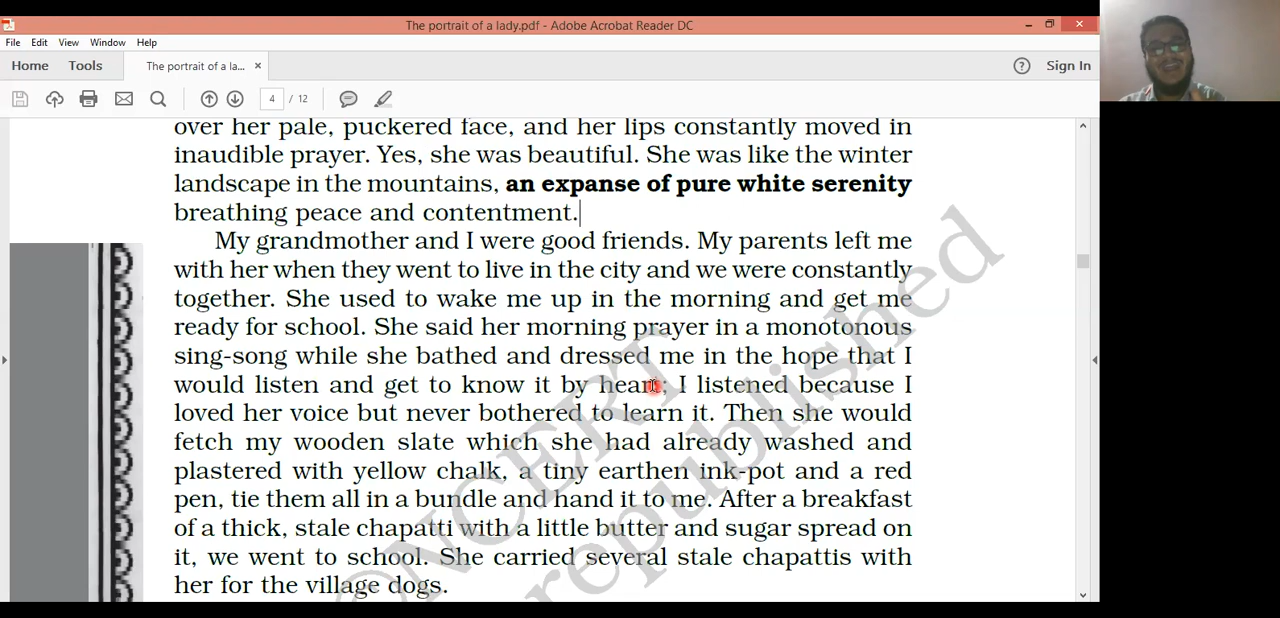 The portrait of a lady.pdf - Adobe Acrobat Reader DC
File Edit View Window Help
Home Tools The portrait of a la... × ? Sign In
4 / 12
over her pale, puckered face, and her lips constantly moved in
inaudible prayer. Yes, she was beautiful. She was like the winter
landscape in the mountains, an expanse of pure white serenity
breathing peace and contentment.
My grandmother and I were good friends. My parents left me
with her when they went to live in the city and we were constantly
together. She used to wake me up in the morning and get me
ready for school. She said her morning prayer in a monotonous
sing-song while she bathed and dressed me in the hope that I
would listen and get to know it by heart; I listened because I
loved her voice but never bothered to learn it. Then she would
fetch my wooden slate which she had already washed and
plastered with yellow chalk, a tiny earthen ink-pot and a red
pen, tie them all in a bundle and hand it to me. After a breakfast
of a thick, stale chapatti with a little butter and sugar spread on
it, we went to school. She carried several stale chapattis with
her for the village dogs.
© NCERT
republished